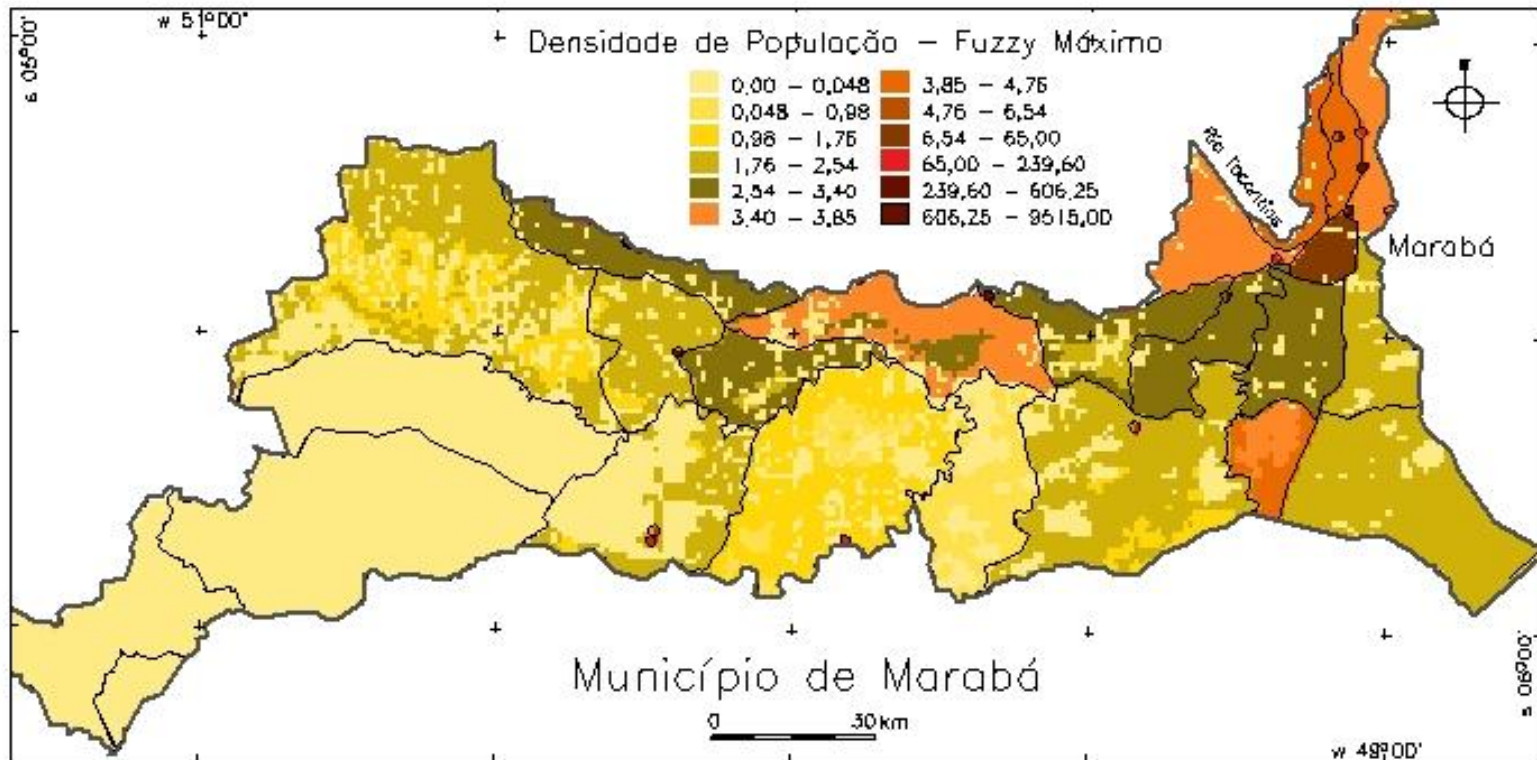 w 51°00'
s 05°00'
Densidade de População – Fuzzy Máximo
0,00 – 0,048
0,048 – 0,98
0,98 – 1,76
1,76 – 2,54
2,54 – 3,40
3,40 – 3,85
3,85 – 4,76
4,76 – 6,54
6,54 – 65,00
65,00 – 239,60
239,60 – 606,25
606,25 – 9515,00
Rio Tocantins
Marabá
Município de Marabá
0 30 km
s 06°00'
w 49°00'